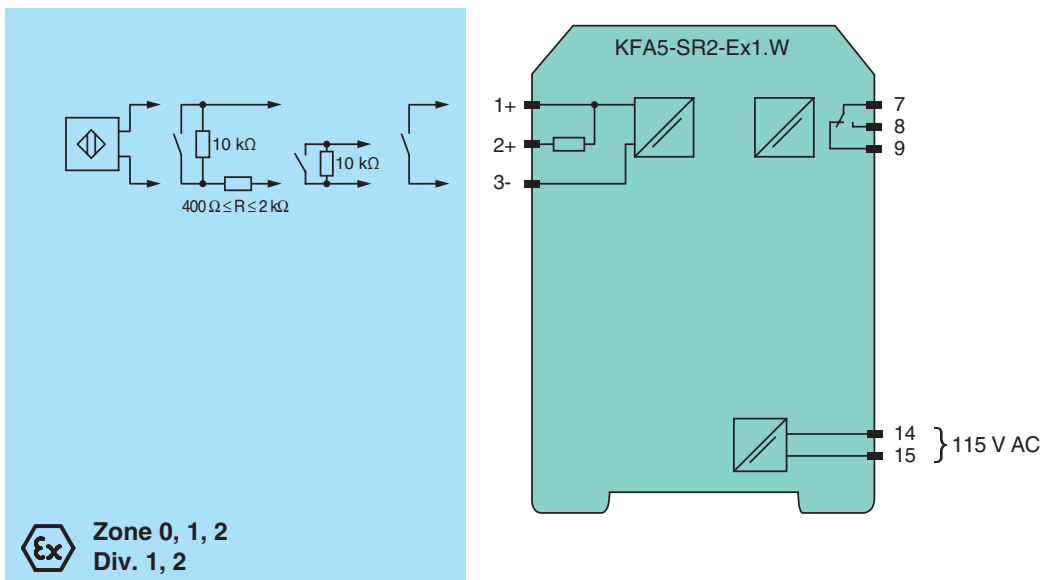 KFA5-SR2-Ex1.W
10 kΩ
400 Ω ≤ R ≤ 2 kΩ
10 kΩ
1+
2+
3-
7
8
9
14
15
115 V AC
Ex
Zone 0, 1, 2
Div. 1, 2